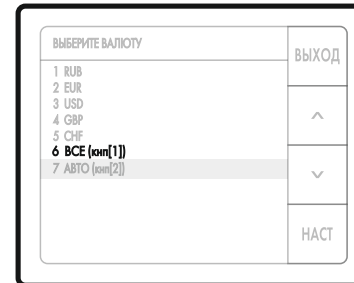 ВЫБЕРИТЕ ВАЛЮТУ
1 RUB
2 EUR
3 USD
4 GBP
5 CHF
6 ВСЕ (кнп[1])
7 АВТО (кнп[2])
ВЫХОД
НАСТ